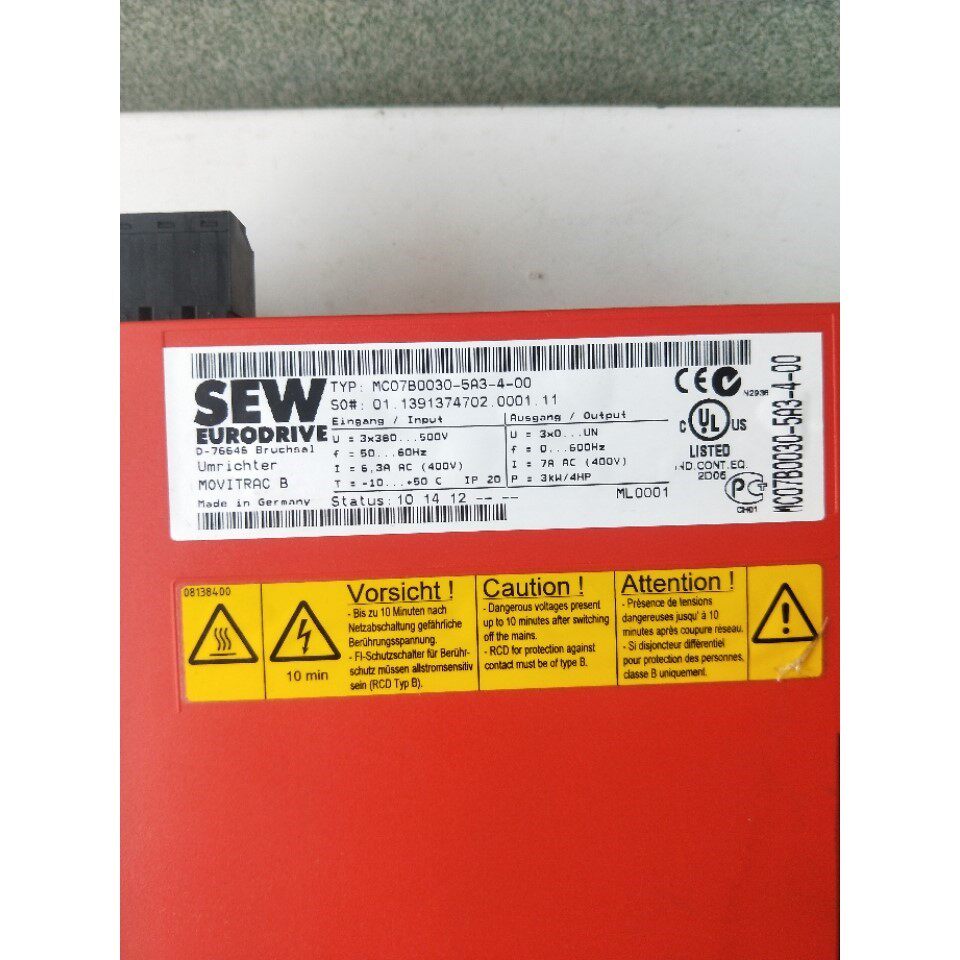 SEW
EURODRIVE
D-76646 Bruchsal
Umrichter
MOVITRAC B
Made in Germany
TYP: MC07B0030-5A3-4-00
SO#: 01.1391374702.0001.11
Eingang / Input
U = 3x380...500V
f = 50...60Hz
I = 6,3A AC (400V)
T = -10...+50 C IP 20
Status: 10 14 12 -- --
Ausgang / Output
U = 3x0...UN
f = 0...600Hz
I = 7A AC (400V)
P = 3kW/4HP
ML0001
CE
N2936
C UL US
LISTED
IND.CONT.EQ.
2D06
CH01
MC07B0030-5A3-4-00
08138400
10 min
Vorsicht !
- Bis zu 10 Minuten nach
Netzabschaltung gefährliche
Berührungsspannung.
- FI-Schutzschalter für Berühr-
schutz müssen allstromsensitiv
sein (RCD Typ B).
Caution !
- Dangerous voltages present
up to 10 minutes after switching
off the mains.
- RCD for protection against
contact must be of type B.
Attention !
- Présence de tensions
dangereuses jusqu' à 10
minutes après coupure réseau.
- Si disjoncteur différentiel
pour protection des personnes,
classe B uniquement.